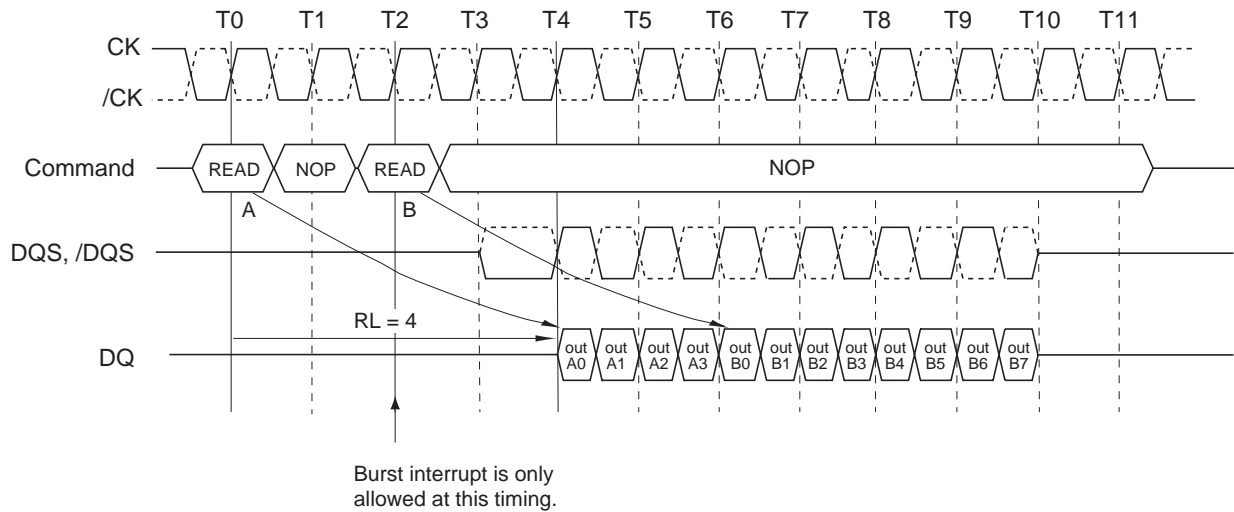 T0 T1 T2 T3 T4 T5 T6 T7 T8 T9 T10 T11
CK
/CK
Command READ NOP READ NOP
A B
DQS, /DQS
RL = 4
DQ
out A0 out A1 out A2 out A3 out B0 out B1 out B2 out B3 out B4 out B5 out B6 out B7
Burst interrupt is only
allowed at this timing.